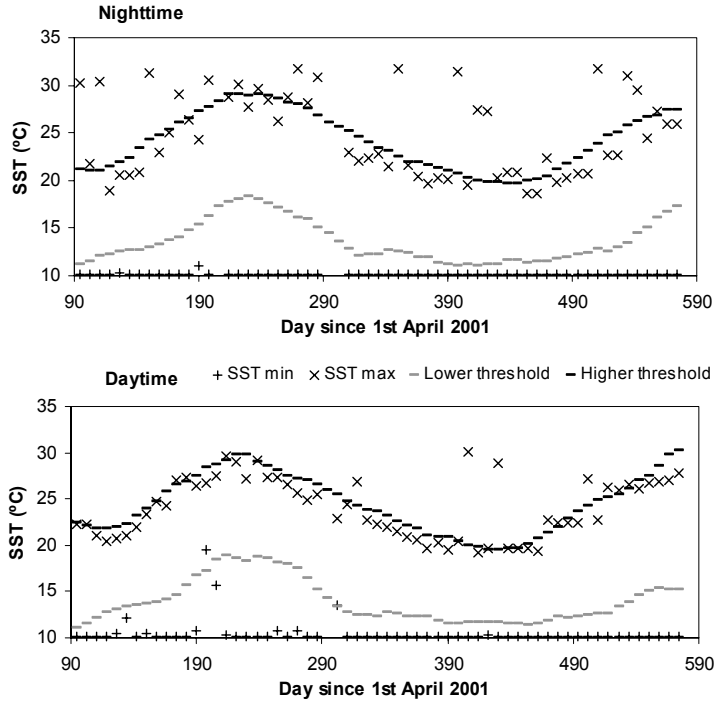 Nighttime
35
30
25
20
15
10
SST (ºC)
90 190 290 390 490 590
Day since 1st April 2001
Daytime + SST min × SST max Lower threshold Higher threshold
35
30
25
20
15
10
SST (ºC)
90 190 290 390 490 590
Day since 1st April 2001